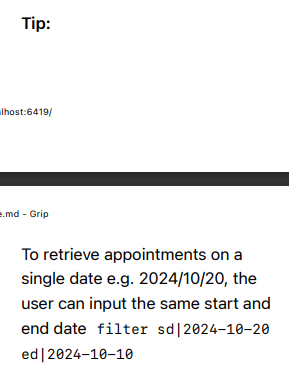 Tip:
lhost:6419/
e.md - Grip
To retrieve appointments on a
single date e.g. 2024/10/20, the
user can input the same start and
end date filter sd|2024-10-20
ed|2024-10-10